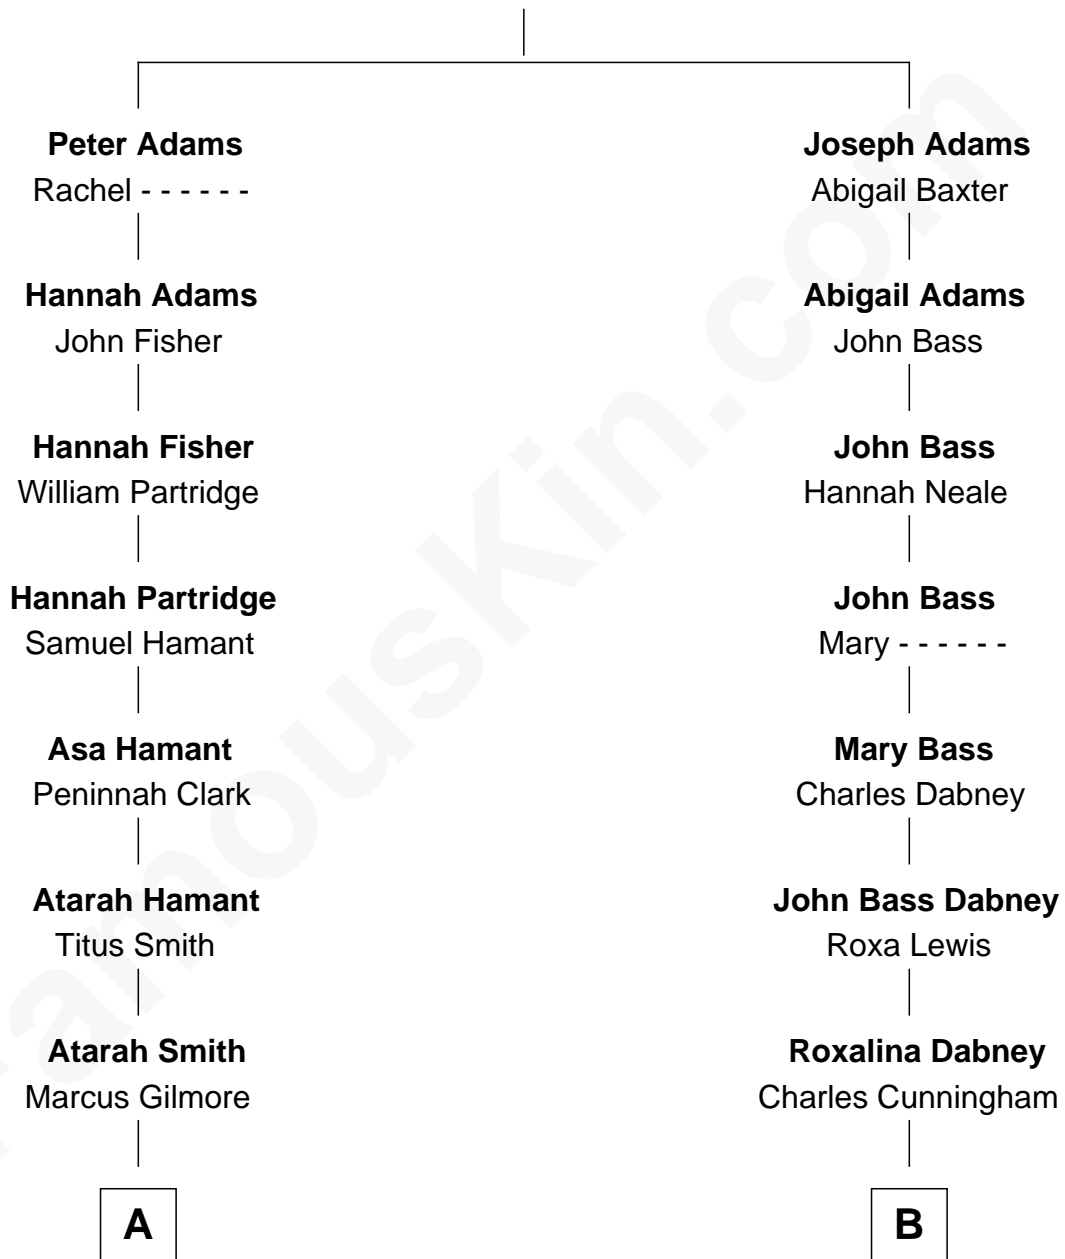 Peter Adams
Rachel - - - - - -
Hannah Adams
John Fisher
Hannah Fisher
William Partridge
Hannah Partridge
Samuel Hamant
Asa Hamant
Peninnah Clark
Atarah Hamant
Titus Smith
Atarah Smith
Marcus Gilmore
A
Joseph Adams
Abigail Baxter
Abigail Adams
John Bass
John Bass
Hannah Neale
John Bass
Mary - - - - - -
Mary Bass
Charles Dabney
John Bass Dabney
Roxa Lewis
Roxalina Dabney
Charles Cunningham
B
FamousKin.com